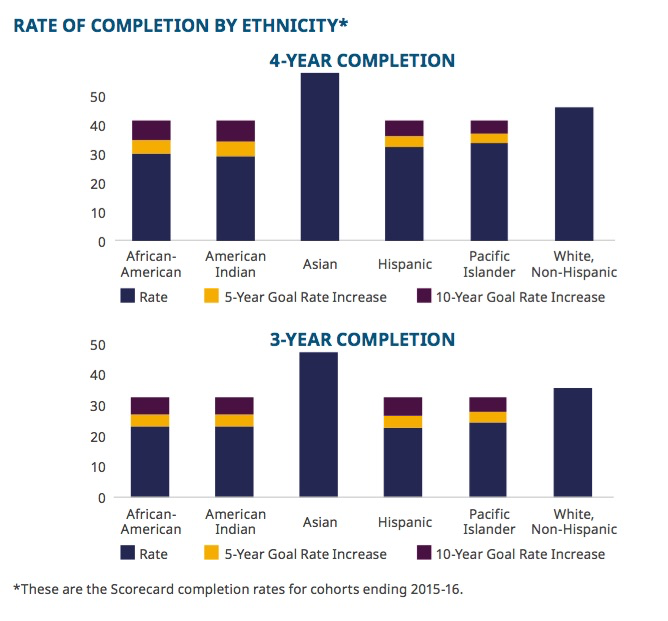 RATE OF COMPLETION BY ETHNICITY*
4-YEAR COMPLETION
50
40
30
20
10
0
African-
American
American
Indian
Asian
Hispanic
Pacific
Islander
White,
Non-Hispanic
Rate
5-Year Goal Rate Increase
10-Year Goal Rate Increase
3-YEAR COMPLETION
50
40
30
20
10
0
African-
American
American
Indian
Asian
Hispanic
Pacific
Islander
White,
Non-Hispanic
Rate
5-Year Goal Rate Increase
10-Year Goal Rate Increase
*These are the Scorecard completion rates for cohorts ending 2015-16.